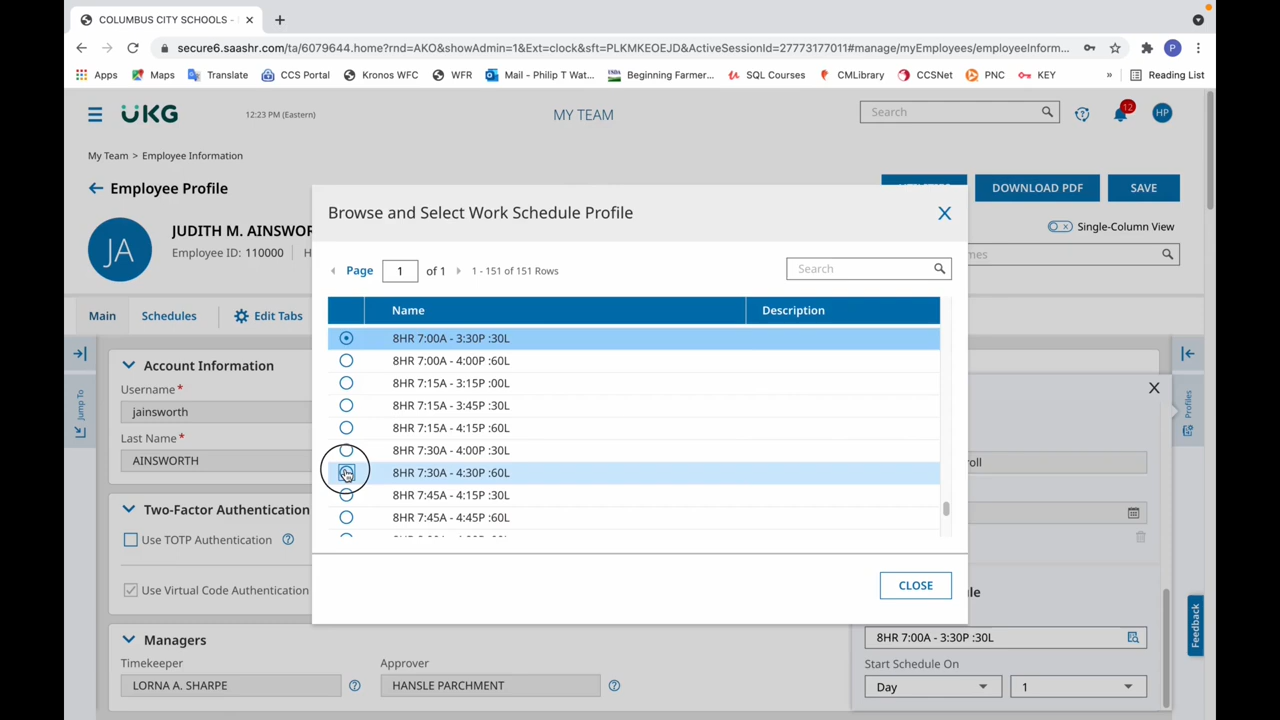 COLUMBUS CITY SCHOOLS -
secure6.saashr.com/ta/6079644.home?rnd=AKO&showAdmin=1&Ext=clock&sft=PLKMKEOEJD&ActiveSessionId=27773177011#manage/myEmployees/employeeInform...
P
Apps Maps Translate CCS Portal Kronos WFC WFR Mail - Philip T Wat... Beginning Farmer... SQL Courses CMLibrary CCSNet PNC KEY » Reading List
UKG
12:23 PM (Eastern)
MY TEAM
Search
12
HP
My Team > Employee Information
Employee Profile
DOWNLOAD PDF
SAVE
JA
JUDITH M. AINSWOR
Employee ID: 110000
H
Single-Column View
mes
Main
Schedules
Edit Tabs
Browse and Select Work Schedule Profile
Page 1 of 1
1 - 151 of 151 Rows
Search
Name Description
8HR 7:00A - 3:30P :30L
8HR 7:00A - 4:00P :60L
8HR 7:15A - 3:15P :00L
8HR 7:15A - 3:45P :30L
8HR 7:15A - 4:15P :60L
8HR 7:30A - 4:00P :30L
8HR 7:30A - 4:30P :60L
8HR 7:45A - 4:15P :30L
8HR 7:45A - 4:45P :60L
CLOSE
Jump To
Account Information
Username*
jainsworth
Last Name*
AINSWORTH
Two-Factor Authentication
Use TOTP Authentication
Use Virtual Code Authentication
Managers
Timekeeper
LORNA A. SHARPE
Approver
HANSLE PARCHMENT
Profiles
oll
le
8HR 7:00A - 3:30P :30L
Start Schedule On
Day
1
Feedback